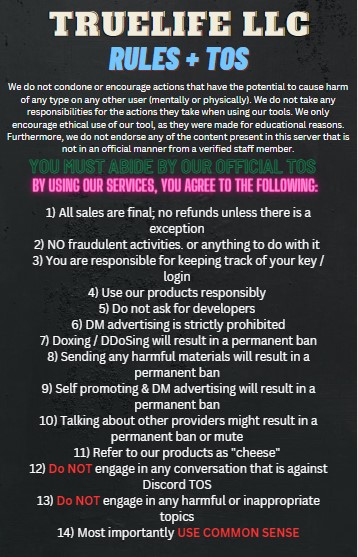 TRUELIFE LLC
RULES + TOS
We do not condone or encourage actions that have the potential to cause harm
of any type on any other user (mentally or physically). We do not take any
responsibilities for the actions they take when using our tools. We only
encourage ethical use of our tool, as they were made for educational reasons.
Furthermore, we do not endorse any of the content present in this server that is
not in an official manner from a verified staff member.
YOU MUST ABIDE BY OUR OFFICIAL TOS
BY USING OUR SERVICES, YOU AGREE TO THE FOLLOWING:
1) All sales are final; no refunds unless there is a
exception
2) NO fraudulent activities. or anything to do with it
3) You are responsible for keeping track of your key /
login
4) Use our products responsibly
5) Do not ask for developers
6) DM advertising is strictly prohibited
7) Doxing / DDoSing will result in a permanent ban
8) Sending any harmful materials will result in a
permanent ban
9) Self promoting & DM advertising will result in a
permanent ban
10) Talking about other providers might result in a
permanent ban or mute
11) Refer to our products as "cheese"
12) Do NOT engage in any conversation that is against
Discord TOS
13) Do NOT engage in any harmful or inappropriate
topics
14) Most importantly USE COMMON SENSE